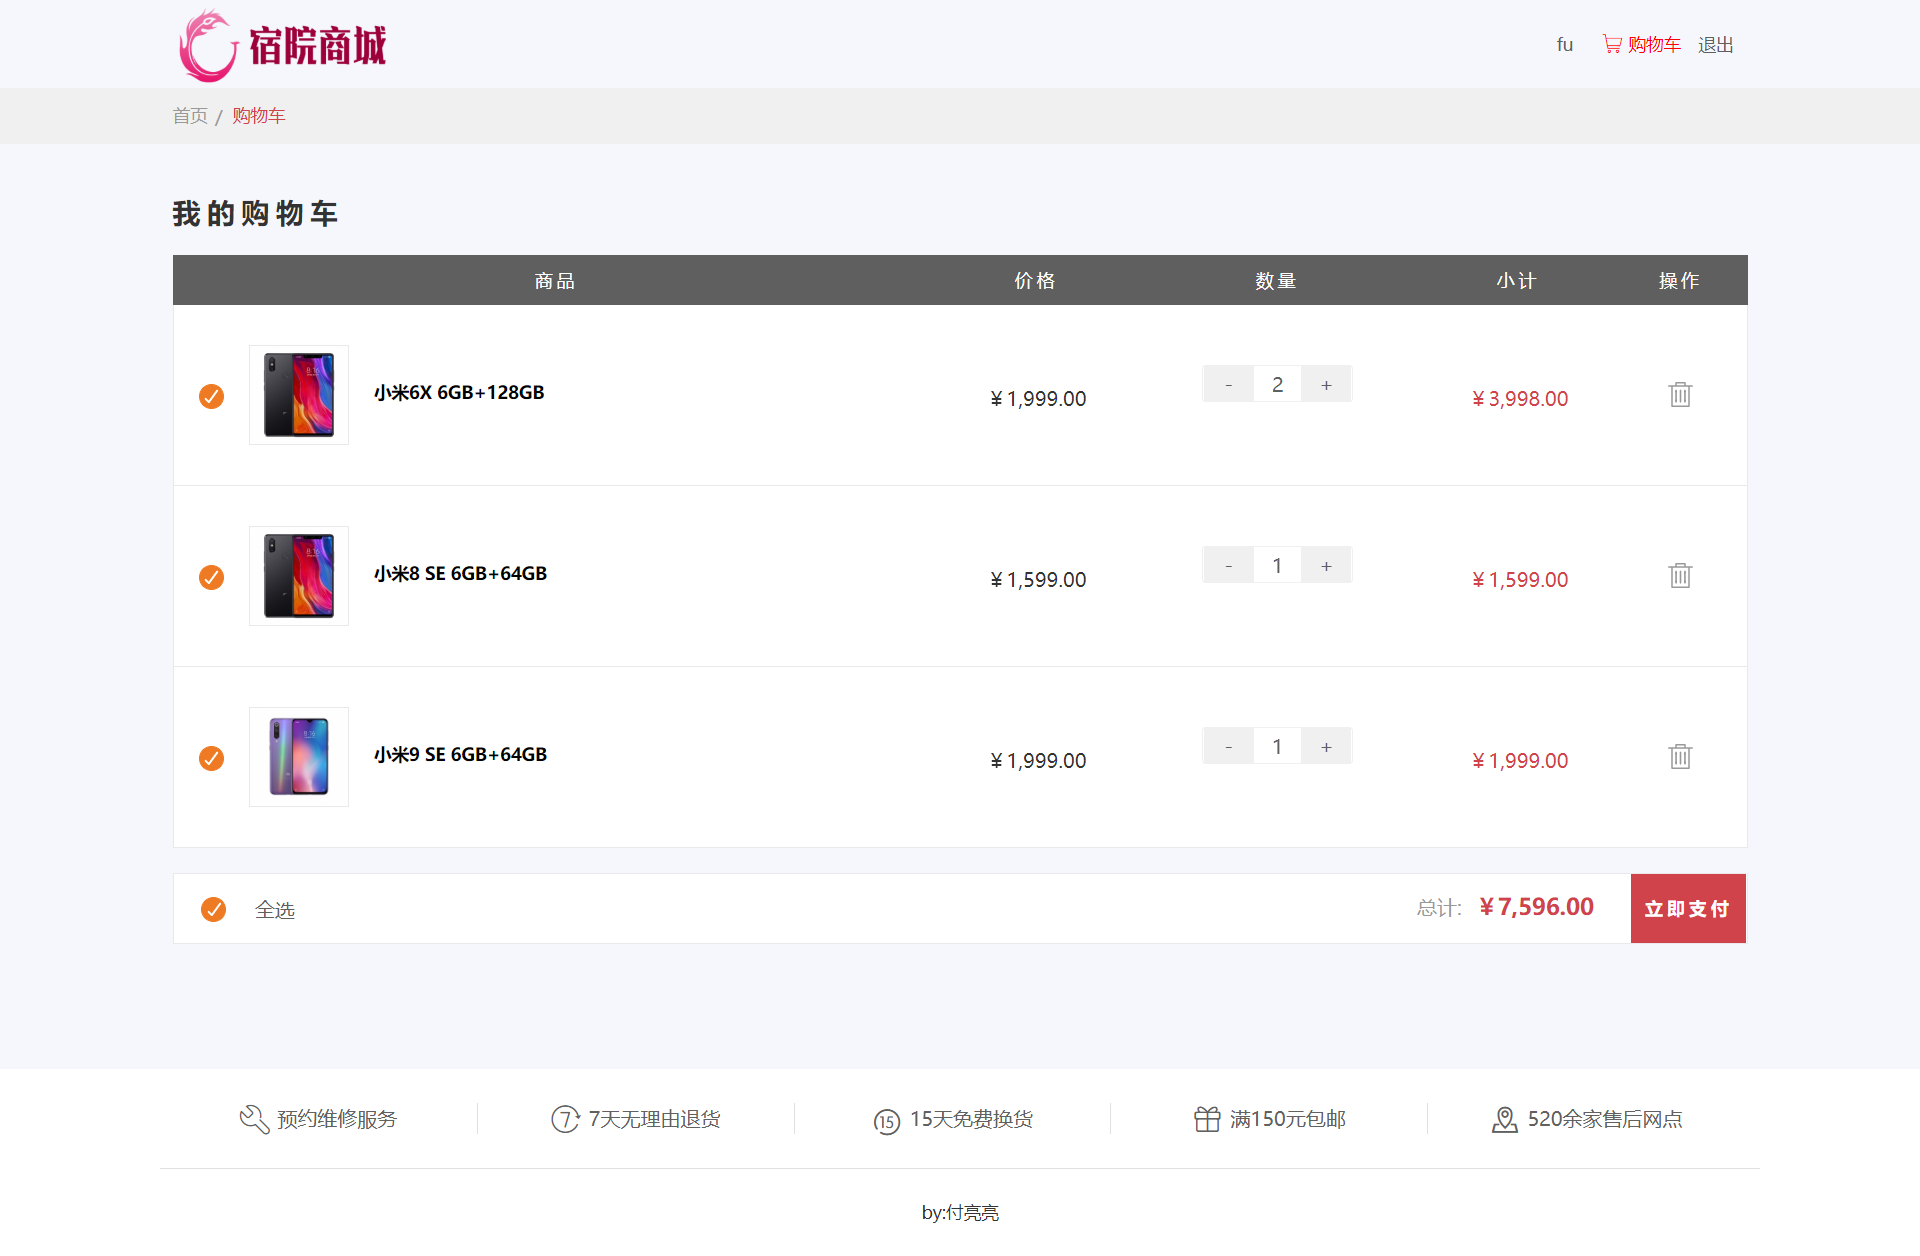 宿院商城
fu 购物车 退出
首页 / 购物车
我的购物车
商品 价格 数量 小计 操作
小米6X 6GB+128GB ¥1,999.00 - 2 + ¥3,998.00
小米8 SE 6GB+64GB ¥1,599.00 - 1 + ¥1,599.00
小米9 SE 6GB+64GB ¥1,999.00 - 1 + ¥1,999.00
全选 总计: ¥7,596.00 立即支付
预约维修服务 7 7天无理由退货 15 15天免费换货 满150元包邮 520余家售后网点
by:付亮亮